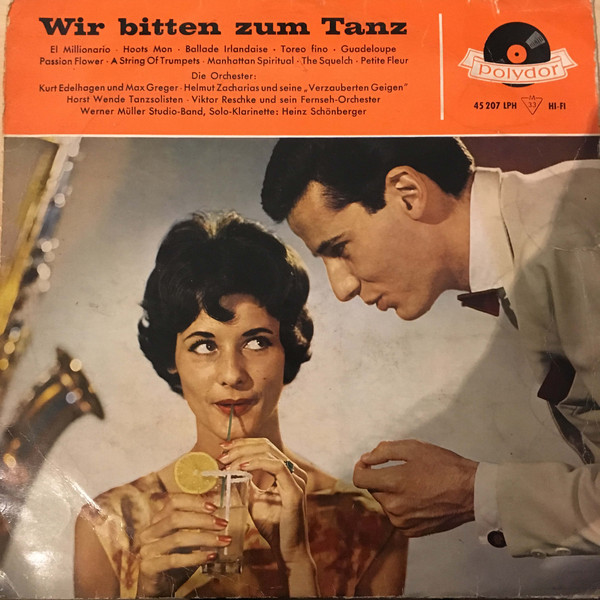 Wir bitten zum Tanz
El Millionario · Hoots Mon · Ballade Irlandaise · Toreo fino · Guadeloupe
Passion Flower · A String Of Trumpets · Manhattan Spiritual · The Squelch · Petite Fleur
Die Orchester:
Kurt Edelhagen und Max Greger · Helmut Zacharias und seine „Verzauberten Geigen"
Horst Wende Tanzsolisten · Viktor Reschke und sein Fernseh-Orchester
Werner Müller Studio-Band, Solo-Klarinette: Heinz Schönberger
polydor
45 207 LPH M 33 HI-FI